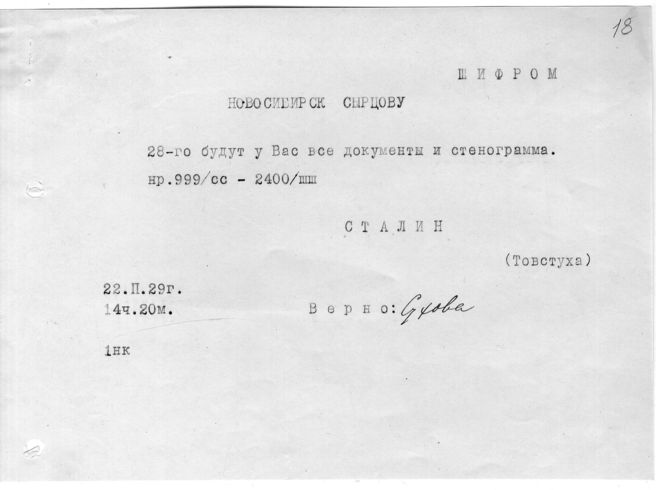 18
ШИФРОМ
НОВОСИБИРСК СЫРЦОВУ
28-го будут у Вас все документы и стенограмма.
нр.999/сс - 2400/шш
СТАЛИН
(Товстуха)
22.П.29г.
14ч.20м.
Верно: Сухова
1нк